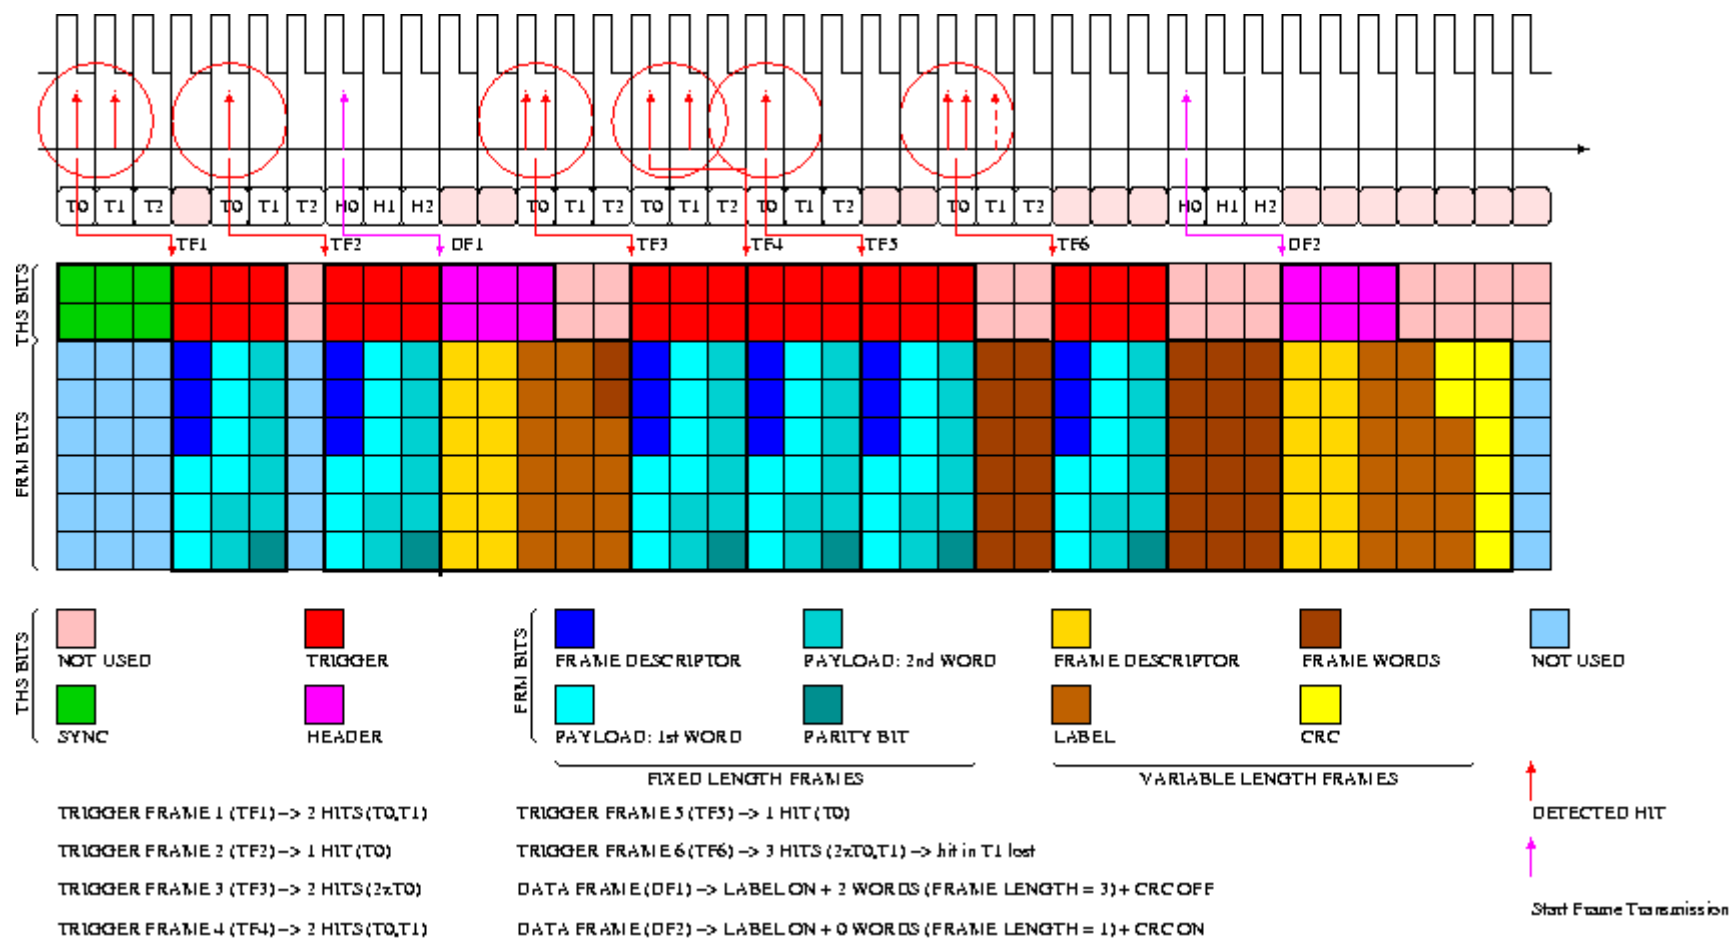 T0 T1 T2 T0 T1 T2 H0 H1 H2 T0 T1 T2 T0 T1 T2 T0 T1 T2 T0 T1 T2 H0 H1 H2
TF1 TF2 DF1 TF3 TF4 TF5 TF6 DF2
THS BITS
FRM BITS
THS BITS
NOT USED TRIGGER
SYNC HEADER
FRM BITS
FRAME DESCRIPTOR PAYLOAD: 2nd WORD FRAME DESCRIPTOR FRAME WORDS NOT USED
PAYLOAD: 1st WORD PARITY BIT LABEL CRC
FIXED LENGTH FRAMES VARIABLE LENGTH FRAMES
TRIGGER FRAME 1 (TF1) -> 2 HITS (T0,T1)
TRIGGER FRAME 2 (TF2) -> 1 HIT (T0)
TRIGGER FRAME 3 (TF3) -> 2 HITS (2xT0)
TRIGGER FRAME 4 (TF4) -> 2 HITS (T0,T1)
TRIGGER FRAME 5 (TF5) -> 1 HIT (T0)
TRIGGER FRAME 6 (TF6) -> 3 HITS (2xT0,T1) -> hit in T1 lost
DATA FRAME (DF1) -> LABEL ON + 2 WORDS (FRAME LENGTH = 3) + CRC OFF
DATA FRAME (DF2) -> LABEL ON + 0 WORDS (FRAME LENGTH = 1) + CRC ON
DETECTED HIT
Start Frame Transmission